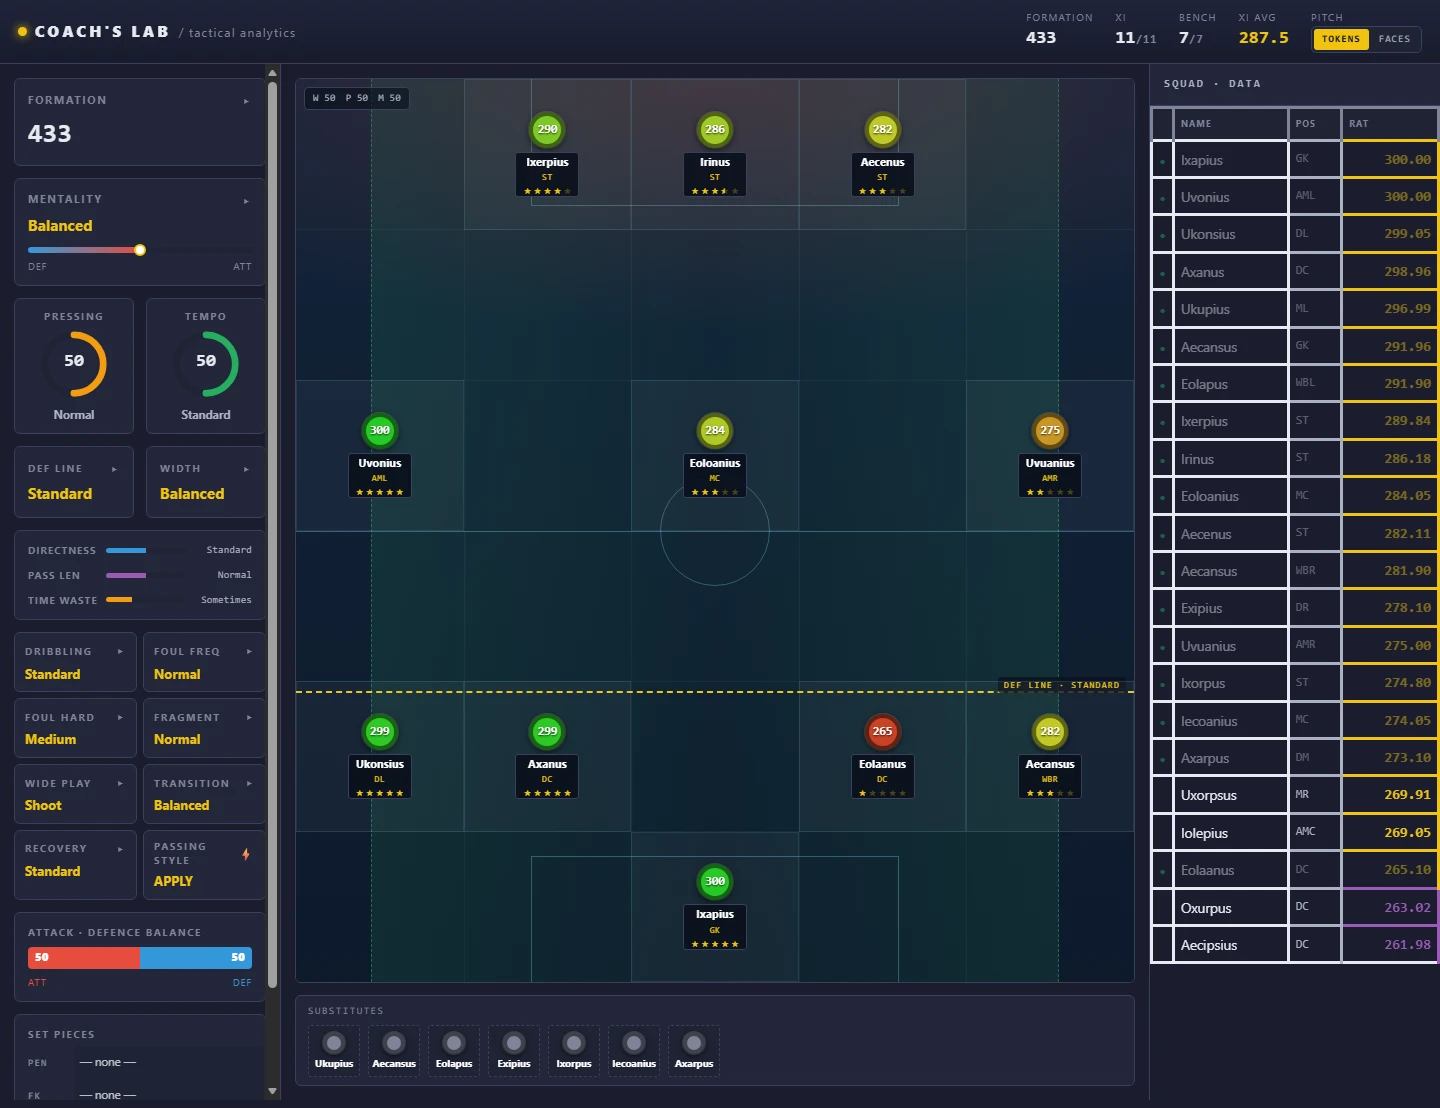 COACH'S LAB / tactical analytics
FORMATION
433
XI
11/11
BENCH
7/7
XI AVG
287.5
PITCH
TOKENS FACES
FORMATION
433
MENTALITY
Balanced
DEF ATT
PRESSING
50
Normal
TEMPO
50
Standard
DEF LINE
Standard
WIDTH
Balanced
DIRECTNESS Standard
PASS LEN Normal
TIME WASTE Sometimes
DRIBBLING
Standard
FOUL FREQ
Normal
FOUL HARD
Medium
FRAGMENT
Normal
WIDE PLAY
Shoot
TRANSITION
Balanced
RECOVERY
Standard
PASSING
STYLE
APPLY
ATTACK · DEFENCE BALANCE
50 50
ATT DEF
SET PIECES
PEN — none —
FK — none —
W 50 P 50 M 50
290
Ixerpius
ST
286
Irinus
ST
282
Aecenus
ST
300
Uvonius
AML
284
Eoloanius
MC
275
Uvuanius
AMR
DEF LINE · STANDARD
299
Ukonsius
DL
299
Axanus
DC
265
Eolaanus
DC
282
Aecansus
WBR
300
Ixapius
GK
SUBSTITUTES
Ukupius Aecansus Eolapus Exipius Ixorpus Iecoanius Axarpus
SQUAD · DATA
NAME POS RAT
Ixapius GK 300.00
Uvonius AML 300.00
Ukonsius DL 299.05
Axanus DC 298.96
Ukupius ML 296.99
Aecansus GK 291.96
Eolapus WBL 291.90
Ixerpius ST 289.84
Irinus ST 286.18
Eoloanius MC 284.05
Aecenus ST 282.11
Aecansus WBR 281.90
Exipius DR 278.10
Uvuanius AMR 275.00
Ixorpus ST 274.80
Iecoanius MC 274.05
Axarpus DM 273.10
Uxorpsus MR 269.91
Iolepius AMC 269.05
Eolaanus DC 265.10
Oxurpus DC 263.02
Aecipsius DC 261.98